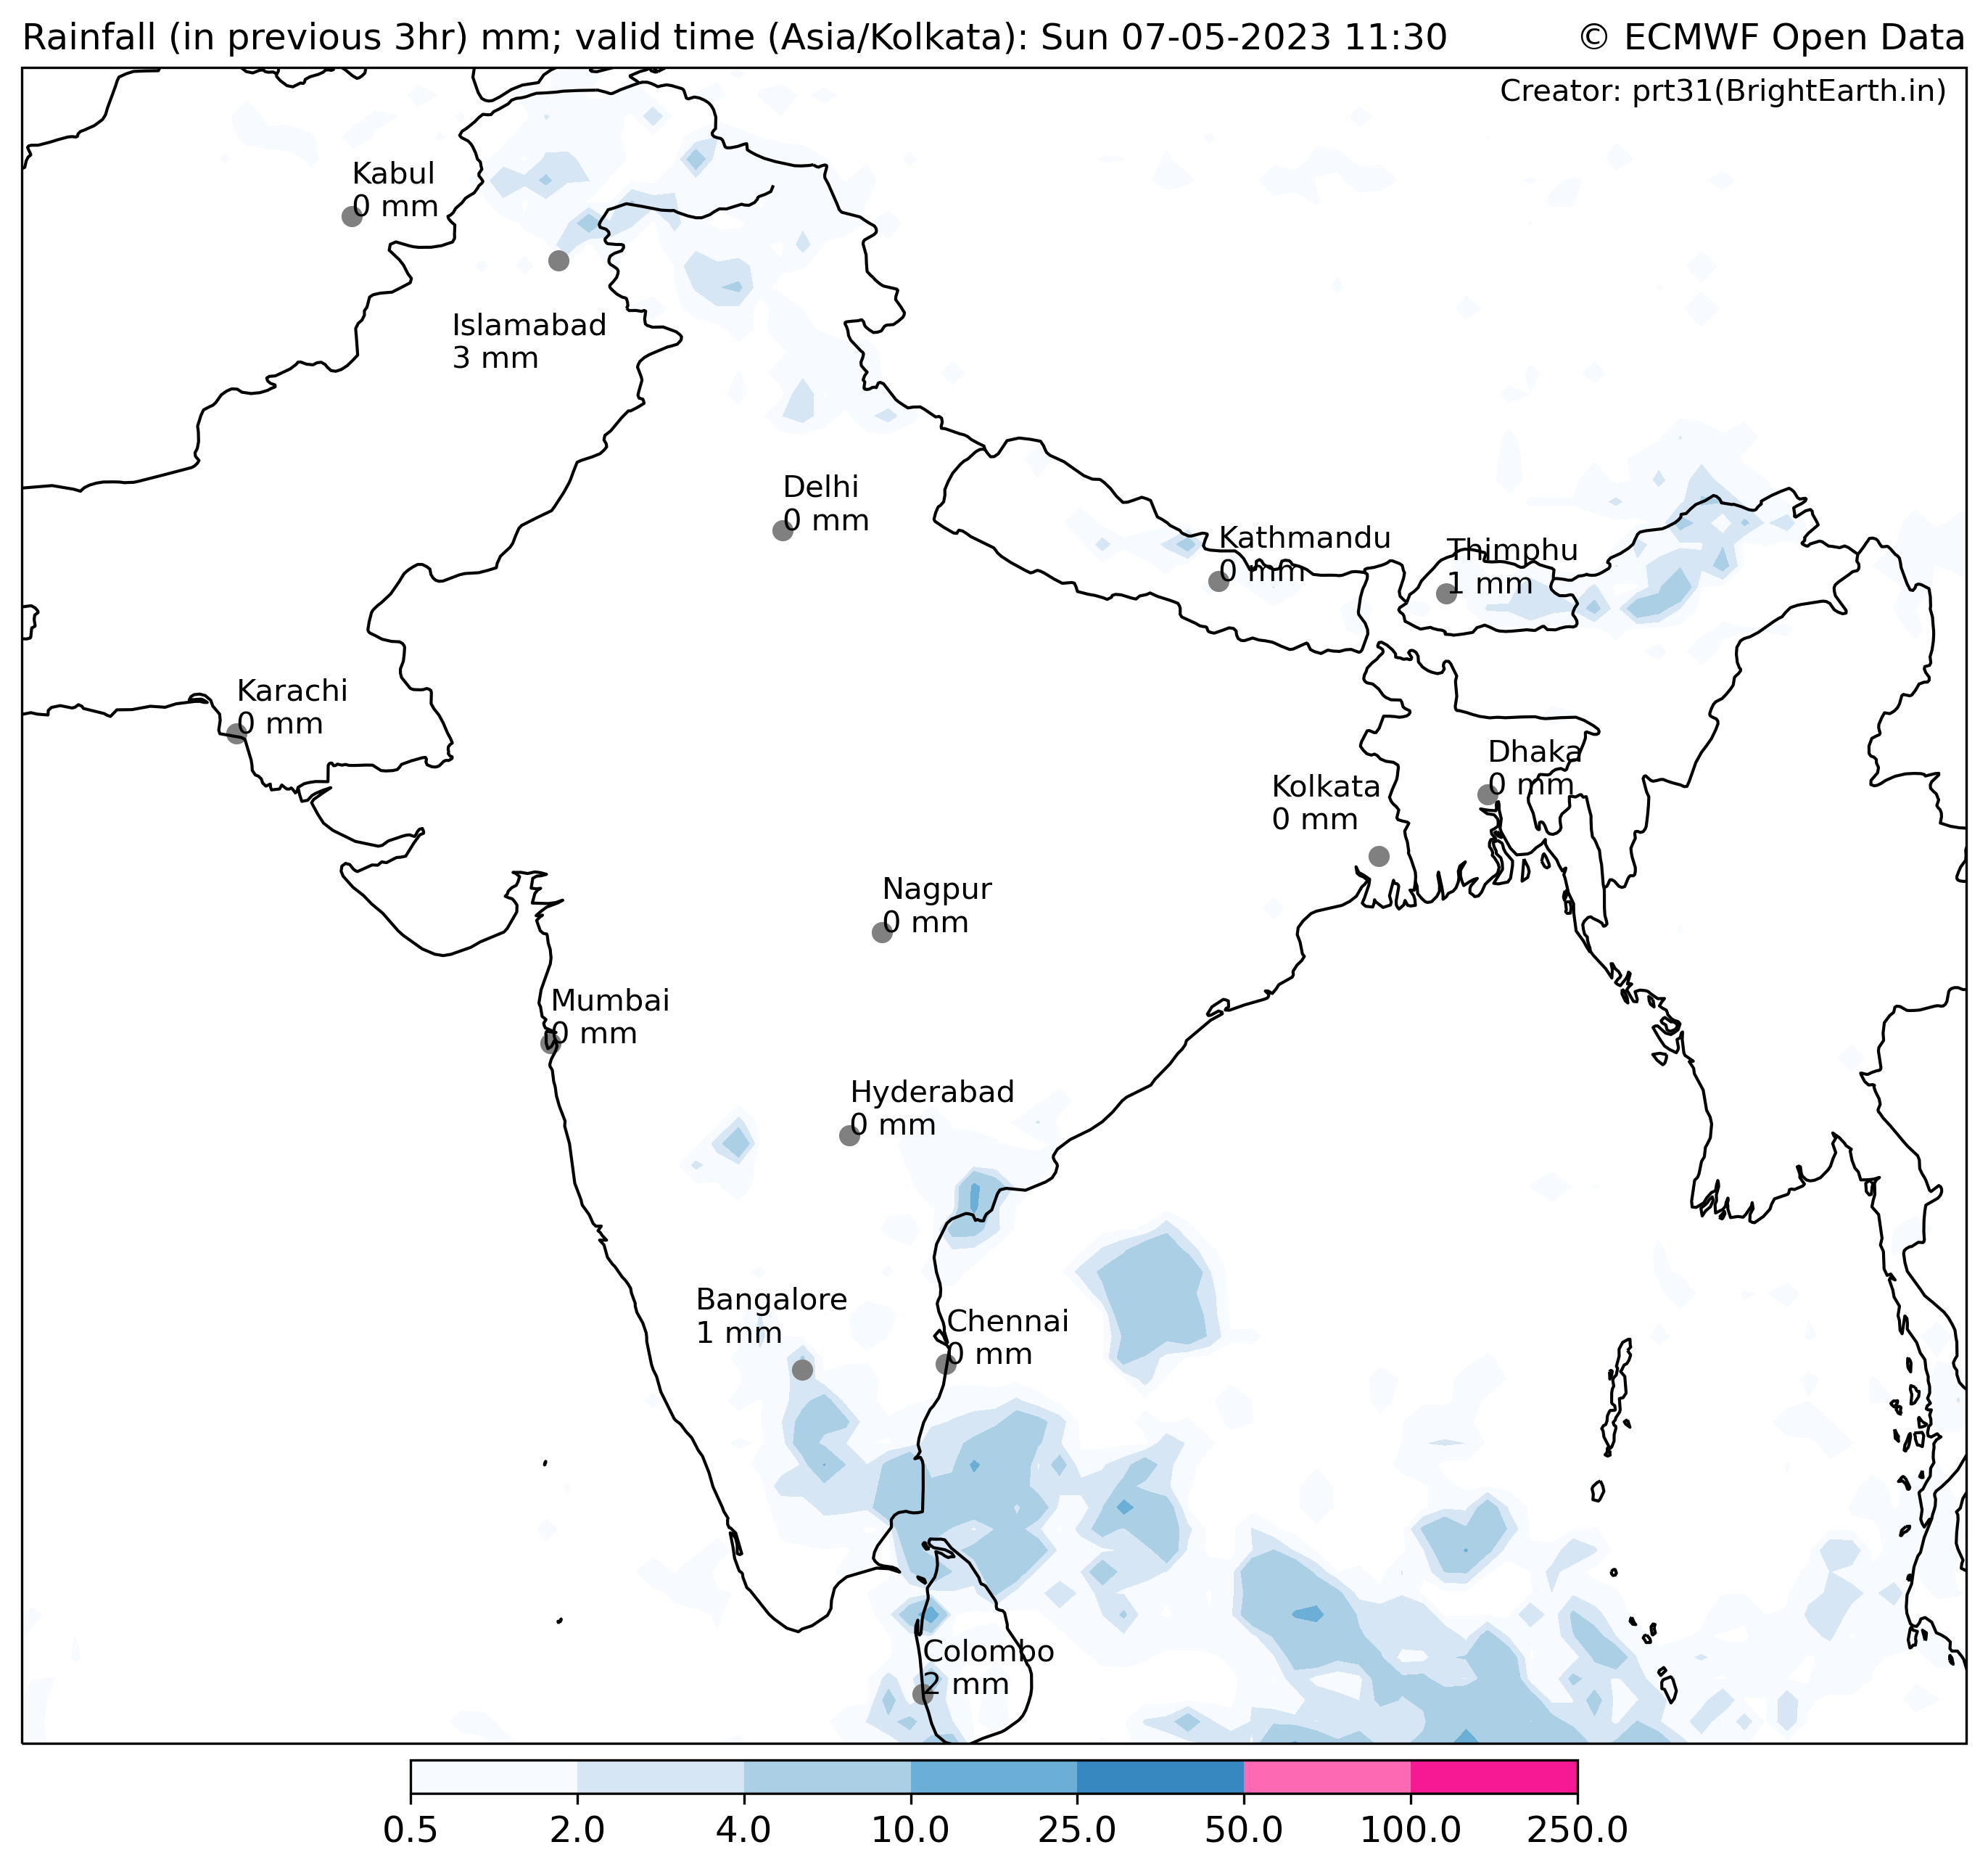 Rainfall (in previous 3hr) mm; valid time (Asia/Kolkata): Sun 07-05-2023 11:30
© ECMWF Open Data
Creator: prt31(BrightEarth.in)
Kabul
0 mm
Islamabad
3 mm
Delhi
0 mm
Kathmandu
0 mm
Thimphu
1 mm
Karachi
0 mm
Dhaka
0 mm
Kolkata
0 mm
Nagpur
0 mm
Mumbai
0 mm
Hyderabad
0 mm
Bangalore
1 mm
Chennai
0 mm
Colombo
2 mm
0.5 2.0 4.0 10.0 25.0 50.0 100.0 250.0